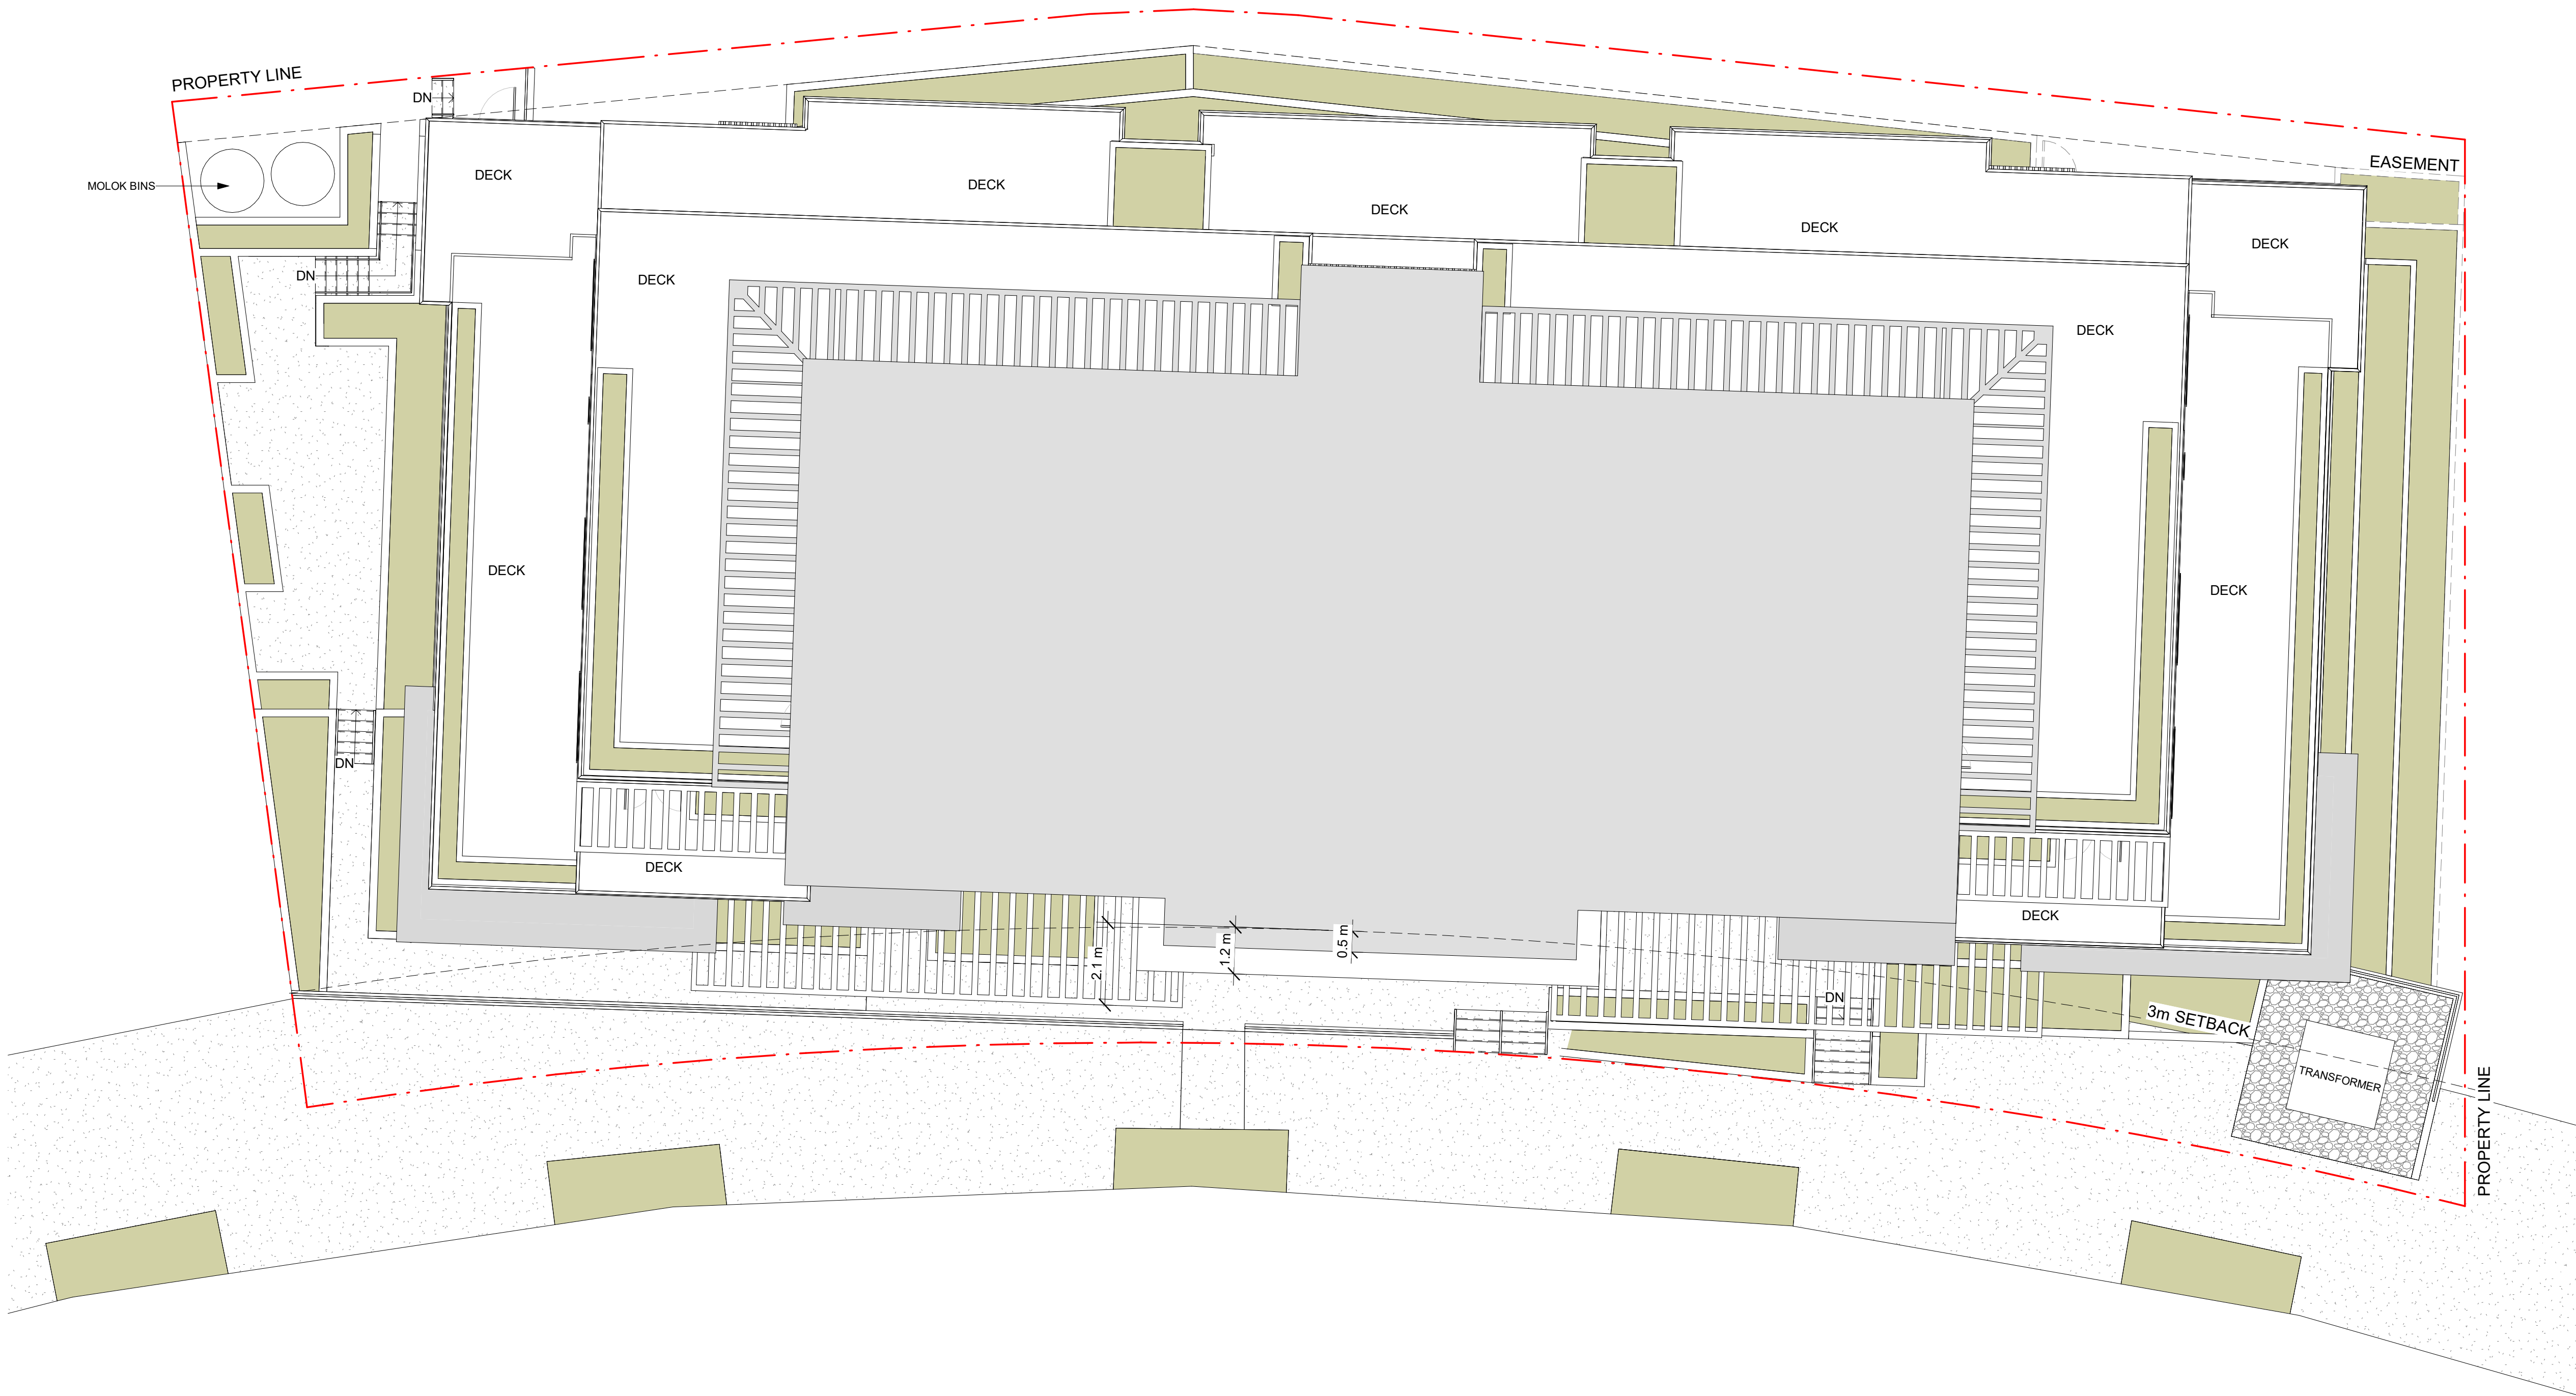 PROPERTY LINE
DN
EASEMENT
DECK
MOLOK BINS
DECK
DECK
DECK
DECK
DN
DECK
DECK
DECK
DECK
DN
DECK
DECK
2.1 m
1.2 m
0.5 m
DN
3m SETBACK
TRANSFORMER
PROPERTY LINE